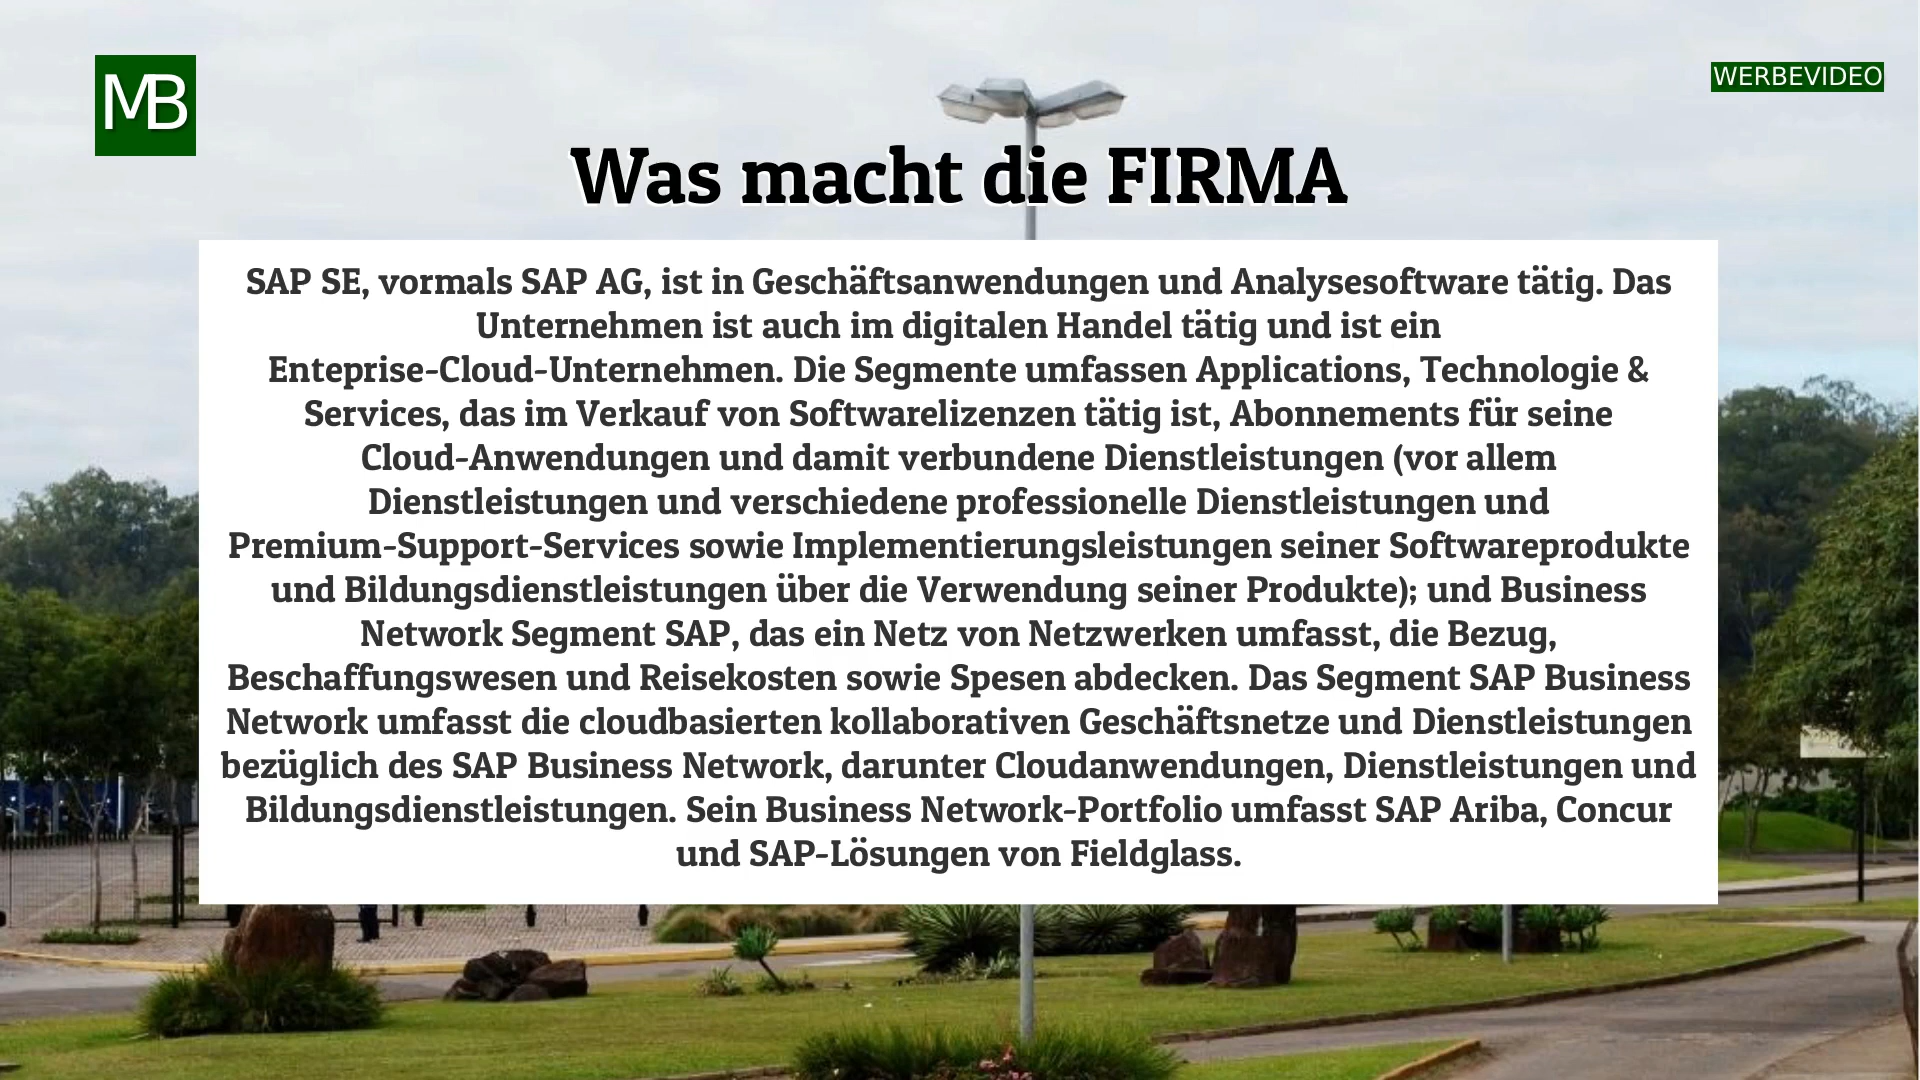 MB
WERBEVIDEO
Was macht die FIRMA
SAP SE, vormals SAP AG, ist in Geschäftsanwendungen und Analysesoftware tätig. Das
Unternehmen ist auch im digitalen Handel tätig und ist ein
Enteprise-Cloud-Unternehmen. Die Segmente umfassen Applications, Technologie &
Services, das im Verkauf von Softwarelizenzen tätig ist, Abonnements für seine
Cloud-Anwendungen und damit verbundene Dienstleistungen (vor allem
Dienstleistungen und verschiedene professionelle Dienstleistungen und
Premium-Support-Services sowie Implementierungsleistungen seiner Softwareprodukte
und Bildungsdienstleistungen über die Verwendung seiner Produkte); und Business
Network Segment SAP, das ein Netz von Netzwerken umfasst, die Bezug,
Beschaffungswesen und Reisekosten sowie Spesen abdecken. Das Segment SAP Business
Network umfasst die cloudbasierten kollaborativen Geschäftsnetze und Dienstleistungen
bezüglich des SAP Business Network, darunter Cloudanwendungen, Dienstleistungen und
Bildungsdienstleistungen. Sein Business Network-Portfolio umfasst SAP Ariba, Concur
und SAP-Lösungen von Fieldglass.